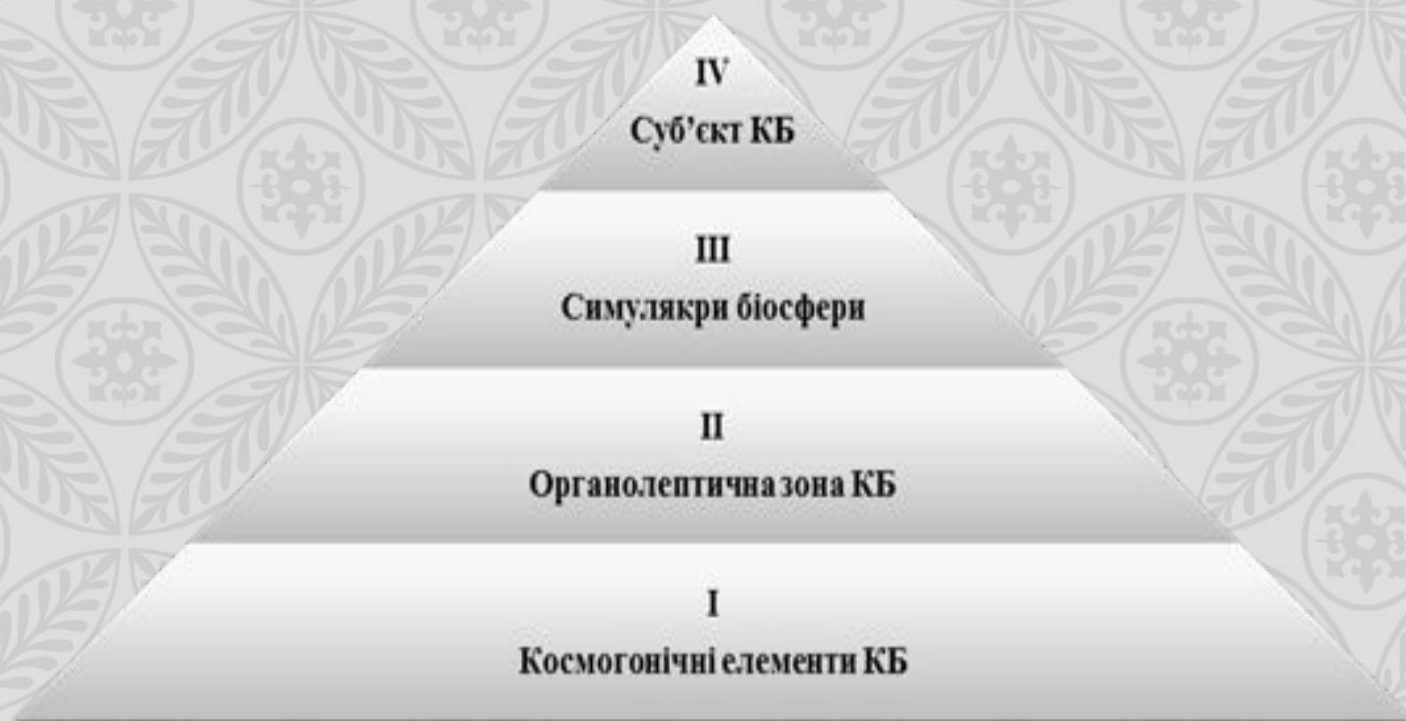 IV
Суб’єкт КБ
III
Симулякри біосфери
II
Органолептична зона КБ
I
Космогонічні елементи КБ